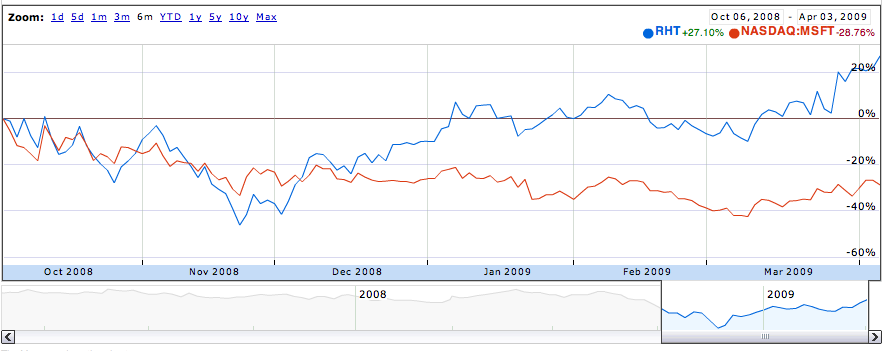 Zoom: 1d 5d 1m 3m 6m YTD 1y 5y 10y Max
Oct 06, 2008 - Apr 03, 2009
RHT +27.10% NASDAQ:MSFT -28.76%
20%
0%
-20%
-40%
-60%
Oct 2008 Nov 2008 Dec 2008 Jan 2009 Feb 2009 Mar 2009
2008 2009